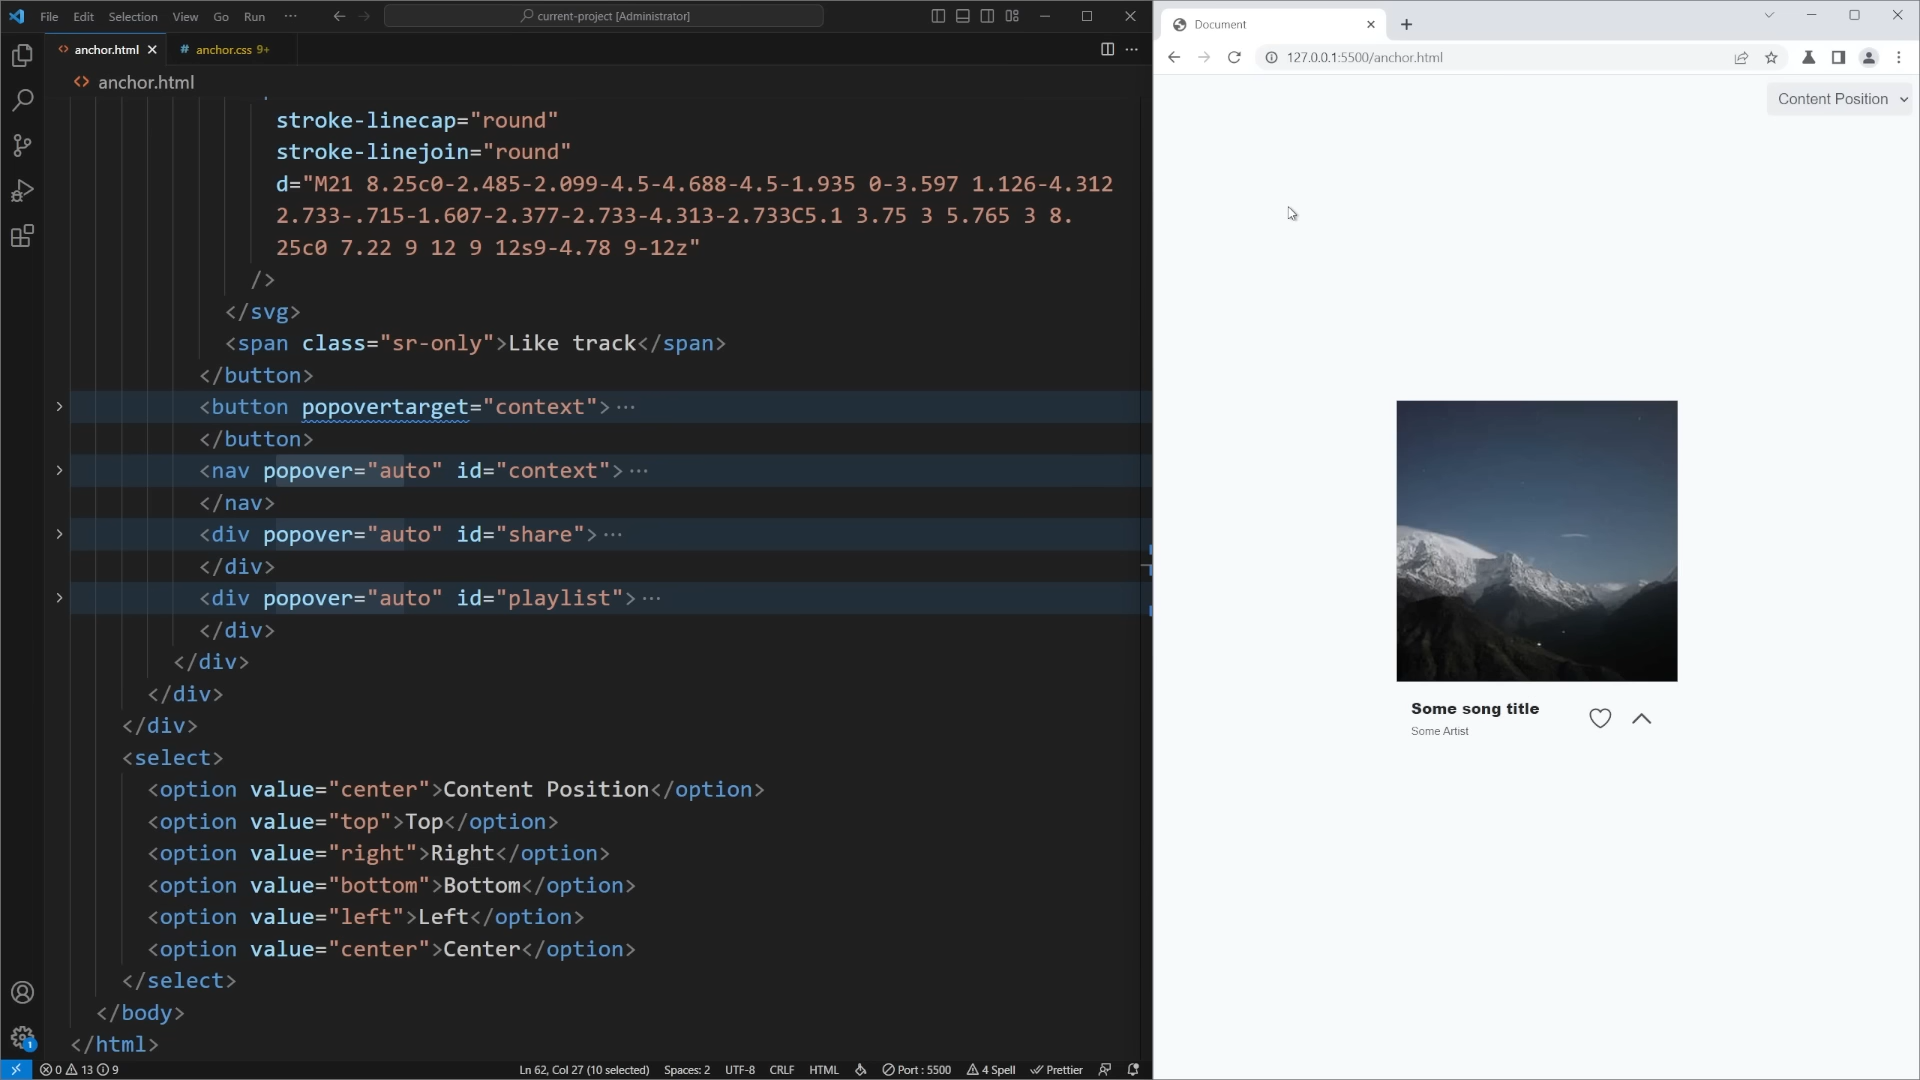 File Edit Selection View Go Run ···
current-project [Administrator]
anchor.html
# anchor.css 9+
anchor.html
stroke-linecap="round"
stroke-linejoin="round"
d="M21 8.25c0-2.485-2.099-4.5-4.688-4.5-1.935 0-3.597 1.126-4.312
2.733-.715-1.607-2.377-2.733-4.313-2.733C5.1 3.75 3 5.765 3 8.
25c0 7.22 9 12 9 12s9-4.78 9-12z"
/>
</svg>
<span class="sr-only">Like track</span>
</button>
<button popovertarget="context">···
</button>
<nav popover="auto" id="context">···
</nav>
<div popover="auto" id="share">···
</div>
<div popover="auto" id="playlist">···
</div>
</div>
</div>
</div>
<select>
<option value="center">Content Position</option>
<option value="top">Top</option>
<option value="right">Right</option>
<option value="bottom">Bottom</option>
<option value="left">Left</option>
<option value="center">Center</option>
</select>
</body>
</html>
1
0 13 9
Ln 62, Col 27 (10 selected) Spaces: 2 UTF-8 CRLF HTML Port : 5500 4 Spell Prettier
Document
127.0.0.1:5500/anchor.html
Content Position
Some song title
Some Artist